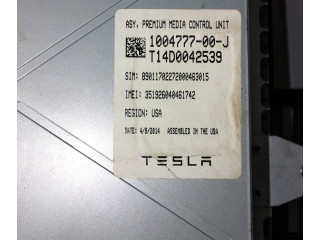 ASY, PREMIUM MEDIA CONTROL UNIT
1004777-00-J
T14D0042539
SIM: 89011702272000463015
IMEI: 351926040461742
REGION: USA
DATE: 4/8/2014 ASSEMBLED IN THE USA
TESLA